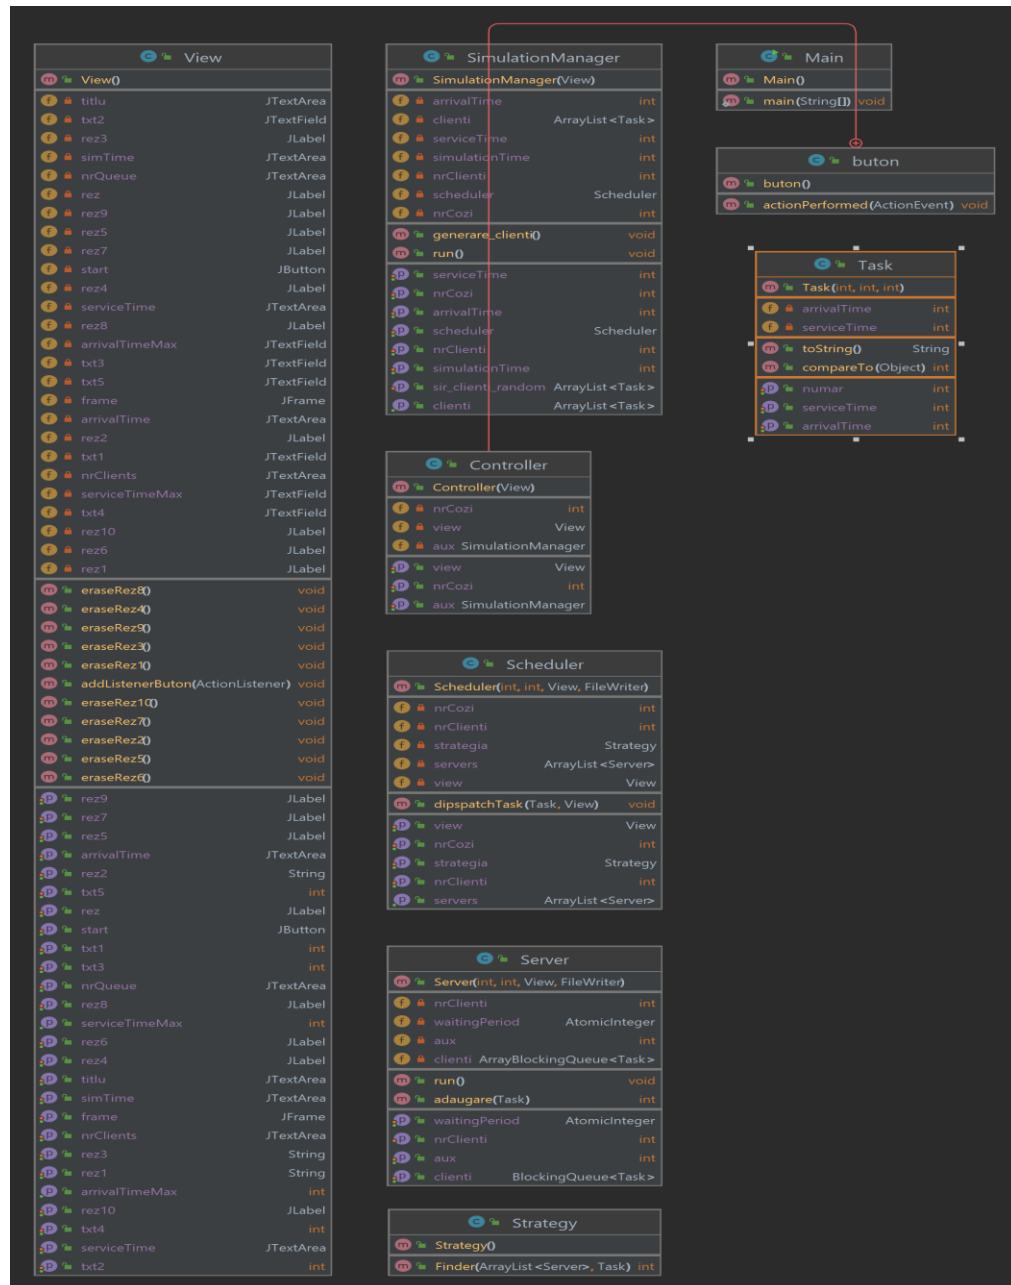 View
View()
titlu JTextArea
txt2 JTextField
rez3 JLabel
simTime JTextArea
nrQueue JTextArea
rez JLabel
rez9 JLabel
rez5 JLabel
rez7 JLabel
start JButton
rez4 JLabel
serviceTime JTextArea
rez8 JLabel
arrivalTimeMax JTextField
txt3 JTextField
txt5 JTextField
frame JFrame
arrivalTime JTextArea
rez2 JLabel
txt1 JTextField
nrClients JTextArea
serviceTimeMax JTextField
txt4 JTextField
rez10 JLabel
rez6 JLabel
rez1 JLabel
eraseRez8() void
eraseRez4() void
eraseRez9() void
eraseRez3() void
eraseRez1() void
addListenerButon(ActionListener) void
eraseRez10() void
eraseRez7() void
eraseRez2() void
eraseRez5() void
eraseRez6() void
rez9 JLabel
rez7 JLabel
rez5 JLabel
arrivalTime JTextArea
rez2 String
txt5 int
rez JLabel
start JButton
txt1 int
txt3 int
nrQueue JTextArea
rez8 JLabel
serviceTimeMax int
rez6 JLabel
rez4 JLabel
titlu JTextArea
simTime JTextArea
frame JFrame
nrClients JTextArea
rez3 String
rez1 String
arrivalTimeMax int
rez10 JLabel
txt4 int
serviceTime JTextArea
txt2 int
SimulationManager
SimulationManager(View)
arrivalTime int
clienti ArrayList<Task>
serviceTime int
simulationTime int
nrClienti int
scheduler Scheduler
nrCozi int
generare_clienti() void
run() void
serviceTime int
nrCozi int
arrivalTime int
scheduler Scheduler
nrClienti int
simulationTime int
sir_clienti_random ArrayList<Task>
clienti ArrayList<Task>
Controller
Controller(View)
nrCozi int
view View
aux SimulationManager
view View
nrCozi int
aux SimulationManager
Scheduler
Scheduler(int, int, View, FileWriter)
nrCozi int
nrClienti int
strategia Strategy
servers ArrayList<Server>
view View
dipspatchTask(Task, View) void
view View
nrCozi int
strategia Strategy
nrClienti int
servers ArrayList<Server>
Server
Server(int, int, View, FileWriter)
nrClienti int
waitingPeriod AtomicInteger
aux int
clienti ArrayBlockingQueue<Task>
run() void
adaugare(Task) int
waitingPeriod AtomicInteger
nrClienti int
aux int
clienti BlockingQueue<Task>
Strategy
Strategy()
Finder(ArrayList<Server>, Task) int
Main
Main()
main(String[]) void
buton
buton()
actionPerformed(ActionEvent) void
Task
Task(int, int, int)
arrivalTime int
serviceTime int
toString() String
compareTo(Object) int
numar int
serviceTime int
arrivalTime int